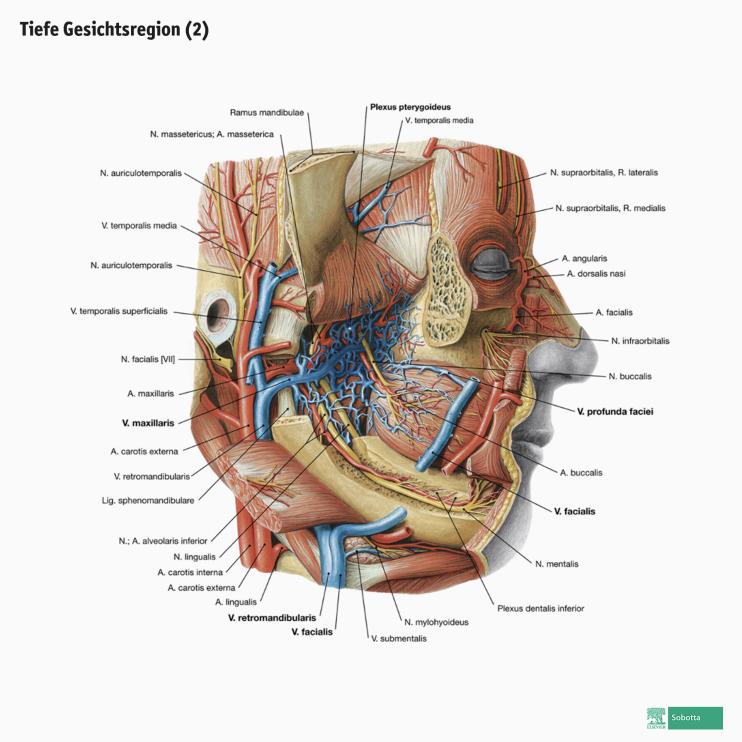 Tiefe Gesichtsregion (2)
Ramus mandibulae
Plexus pterygoideus
V. temporalis media
N. massetericus; A. masseterica
N. auriculotemporalis
V. temporalis media
N. auriculotemporalis
V. temporalis superficialis
N. facialis [VII]
A. maxillaris
V. maxillaris
A. carotis externa
V. retromandibularis
Lig. sphenomandibulare
N.; A. alveolaris inferior
N. lingualis
A. carotis interna
A. carotis externa
A. lingualis
V. retromandibularis
V. facialis
N. supraorbitalis, R. lateralis
N. supraorbitalis, R. medialis
A. angularis
A. dorsalis nasi
A. facialis
N. infraorbitalis
N. buccalis
V. profunda faciei
A. buccalis
V. facialis
N. mentalis
Plexus dentalis inferior
N. mylohyoideus
V. submentalis
ELSEVIER
Sobotta